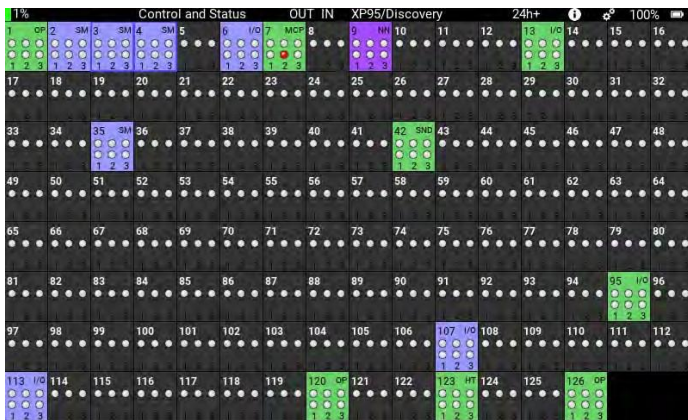 1% Control and Status OUT IN XP95/Discovery 24h+ i 100%
1 OP 2 SM 3 SM 4 SM 5 6 I/O 7 MCP 8 9 NN 10 11 12 13 I/O 14 15 16
1 2 3 1 2 3 1 2 3 1 2 3 1 2 3 1 2 3 1 2 3 1 2 3
17 18 19 20 21 22 23 24 25 26 27 28 29 30 31 32
33 34 35 SM 36 37 38 39 40 41 42 SND 43 44 45 46 47 48
1 2 3 1 2 3
49 50 51 52 53 54 55 56 57 58 59 60 61 62 63 64
65 66 67 68 69 70 71 72 73 74 75 76 77 78 79 80
81 82 83 84 85 86 87 88 89 90 91 92 93 94 95 I/O 96
1 2 3
97 98 99 100 101 102 103 104 105 106 107 I/O 108 109 110 111 112
1 2 3
113 I/O 114 115 116 117 118 119 120 OP 121 122 123 HT 124 125 126 OP
1 2 3 1 2 3 1 2 3 1 2 3